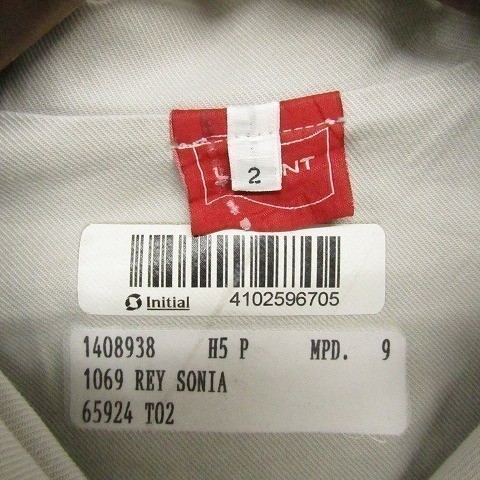 2
Initial 4102596705
1408938 H5 P MPD. 9
1069 REY SONIA
65924 T02